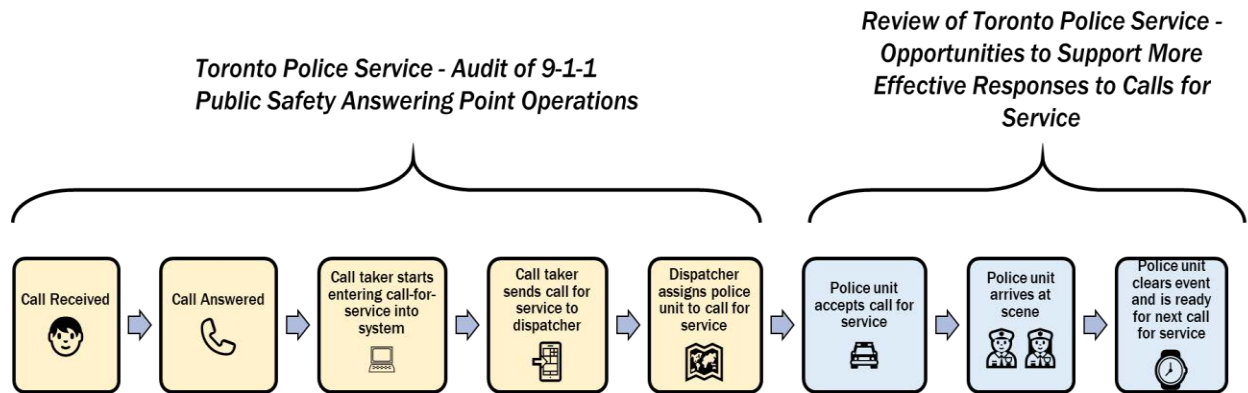 Toronto Police Service - Audit of 9-1-1
Public Safety Answering Point Operations
Review of Toronto Police Service -
Opportunities to Support More
Effective Responses to Calls for
Service
Call Received
Call Answered
Call taker starts
entering call-for-
service into
system
Call taker
sends call for
service to
dispatcher
Dispatcher
assigns police
unit to call for
service
Police unit
accepts call for
service
Police unit
arrives at
scene
Police unit
clears event
and is ready
for next call
for service